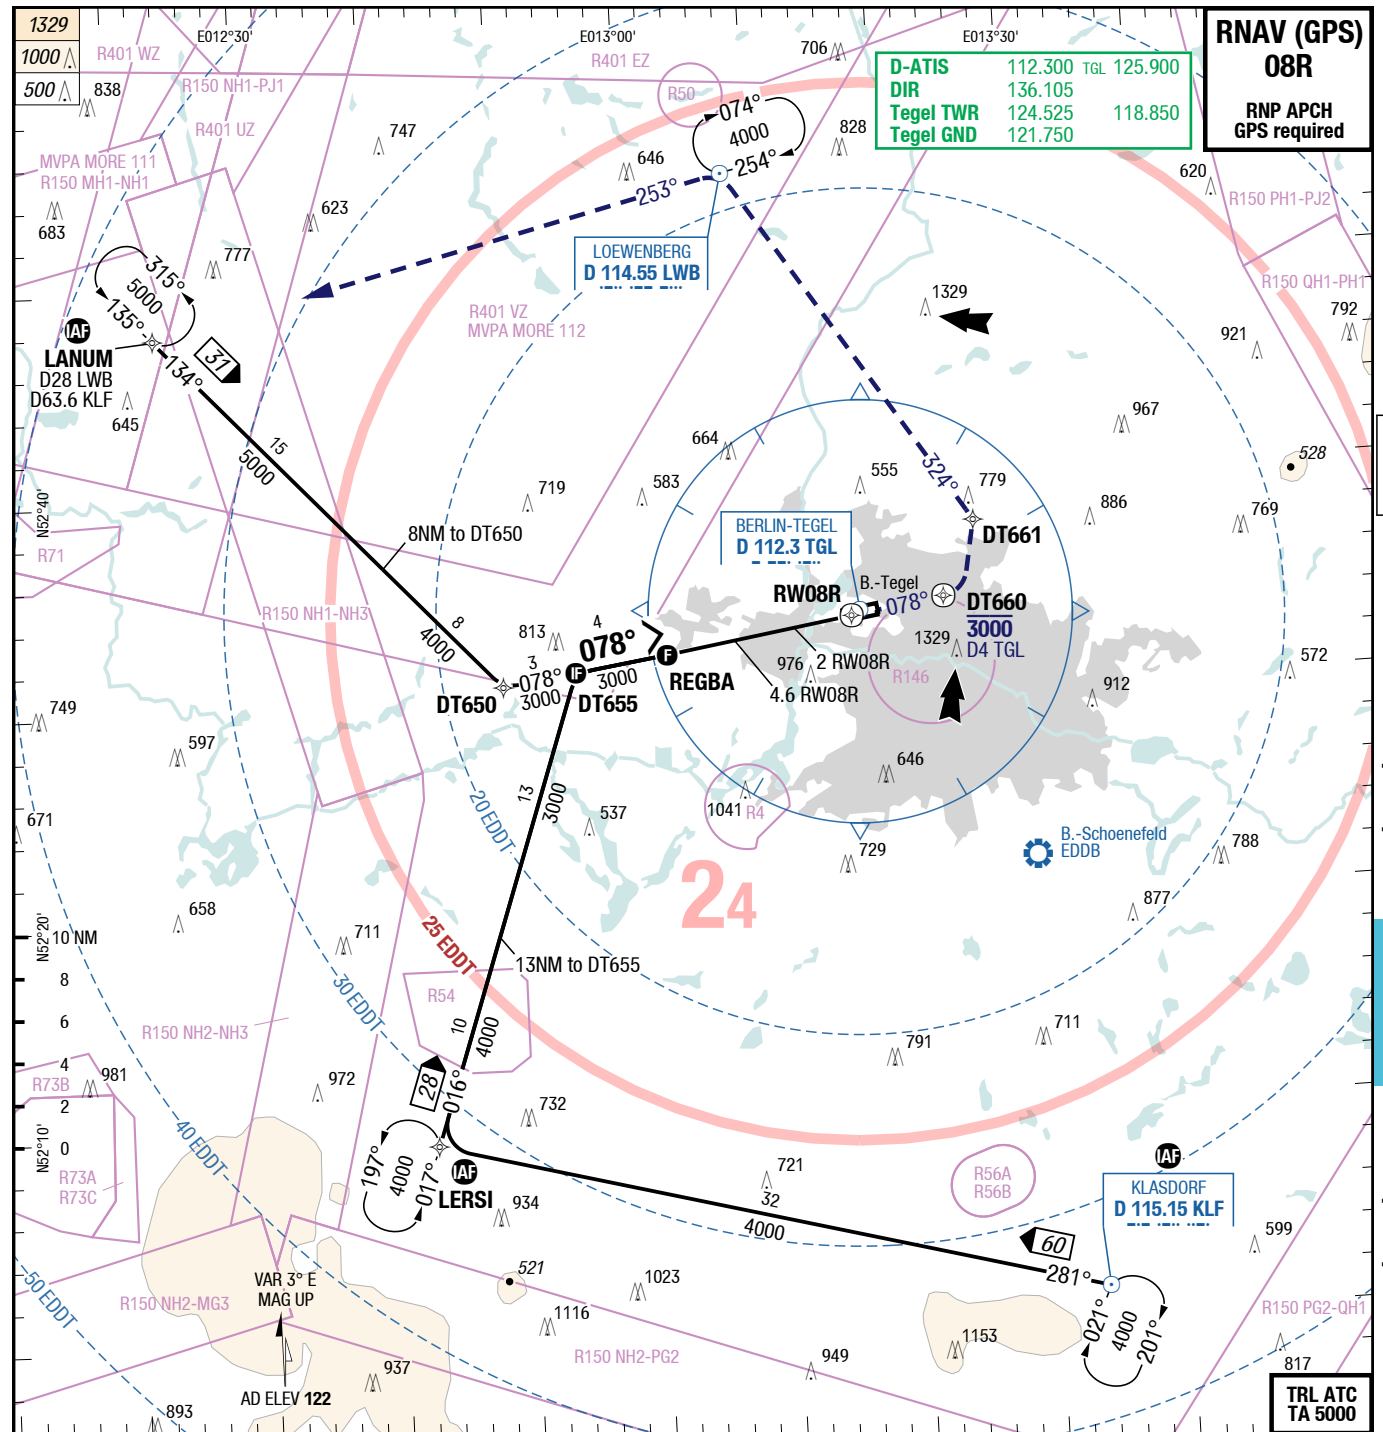 1329
1000
500
E012°30'
E013°00'
E013°30'
RNAV (GPS)
08R
RNP APCH
GPS required
D-ATIS 112.300 TGL 125.900
DIR 136.105
Tegel TWR 124.525 118.850
Tegel GND 121.750
R401 WZ
R401 EZ
706
R150 NH1-PJ1
838
R50
074°
4000
254°
R401 UZ
747
828
MVPA MORE 111
R150 MH1-NH1
646
620
253°
R150 PH1-PJ2
683
623
LOEWENBERG
D 114.55 LWB
315°
5000
135°
777
R150 QH1-PH1
1329
792
R401 VZ
MVPA MORE 112
IAF
LANUM
D28 LWB
D63.6 KLF
134°
31
921
645
967
15
5000
664
528
324°
555
779
719
583
886
769
N52°40'
8NM to DT650
BERLIN-TEGEL
D 112.3 TGL
DT661
R71
B.-Tegel
RW08R
078°
DT660
3000
D4 TGL
R150 NH1-NH3
8
4000
813
4
078°
3
078°
3000
IF
3000
F
1329
2 RW08R
976
R146
572
DT650
DT655
REGBA
4.6 RW08R
912
749
597
646
13
3000
20 EDDT
1041
R4
537
671
729
B.-Schoenefeld
EDDB
788
24
658
877
N52°20'
10 NM
711
25 EDDT
13NM to DT655
8
R54
30 EDDT
6
R150 NH2-NH3
10
4000
711
791
4
R73B
981
972
28
016°
2
732
40 EDDT
N52°10'
0
197°
4000
017°
IAF
LERSI
R73A
R73C
721
R56A
R56B
IAF
KLASDORF
D 115.15 KLF
934
32
4000
60
281°
599
50 EDDT
VAR 3° E
MAG UP
521
1023
R150 NH2-MG3
1116
021°
4000
201°
R150 PG2-QH1
1153
R150 NH2-PG2
949
817
937
AD ELEV 122
893
TRL ATC
TA 5000